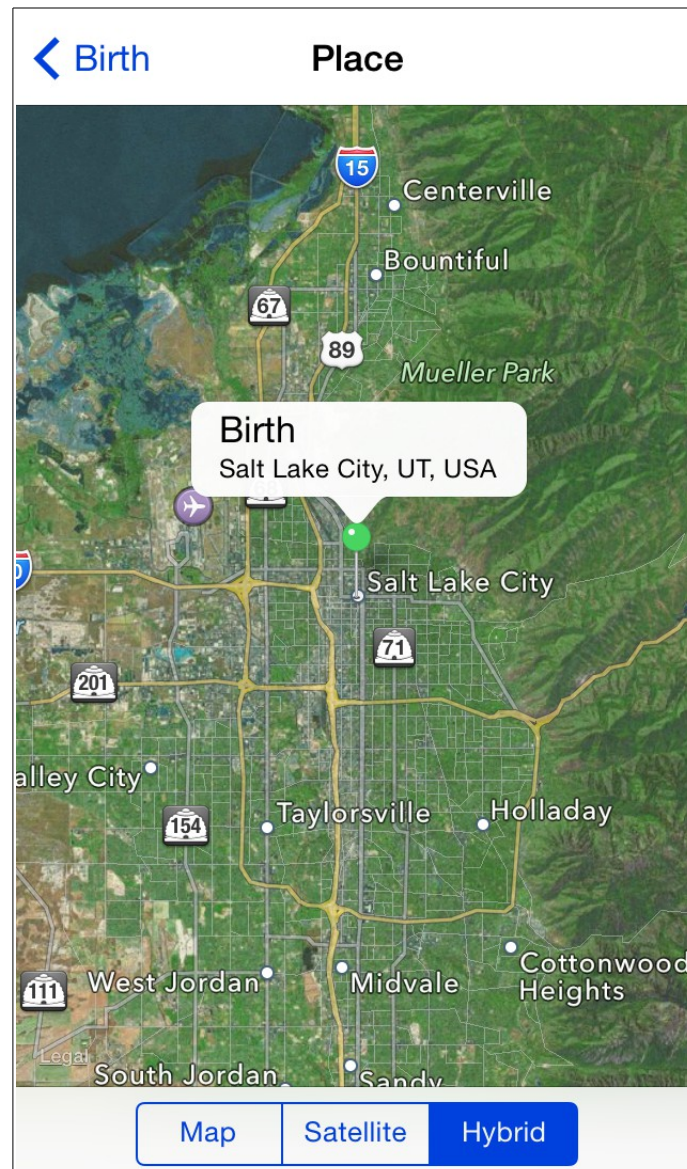 Birth
Place
15
Centerville
Bountiful
67
89
Mueller Park
Birth
Salt Lake City, UT, USA
Salt Lake City
71
201
alley City
154
Taylorsville
Holladay
111
West Jordan
Midvale
Cottonwood
Heights
Legal
South Jordan
Sandy
Map
Satellite
Hybrid